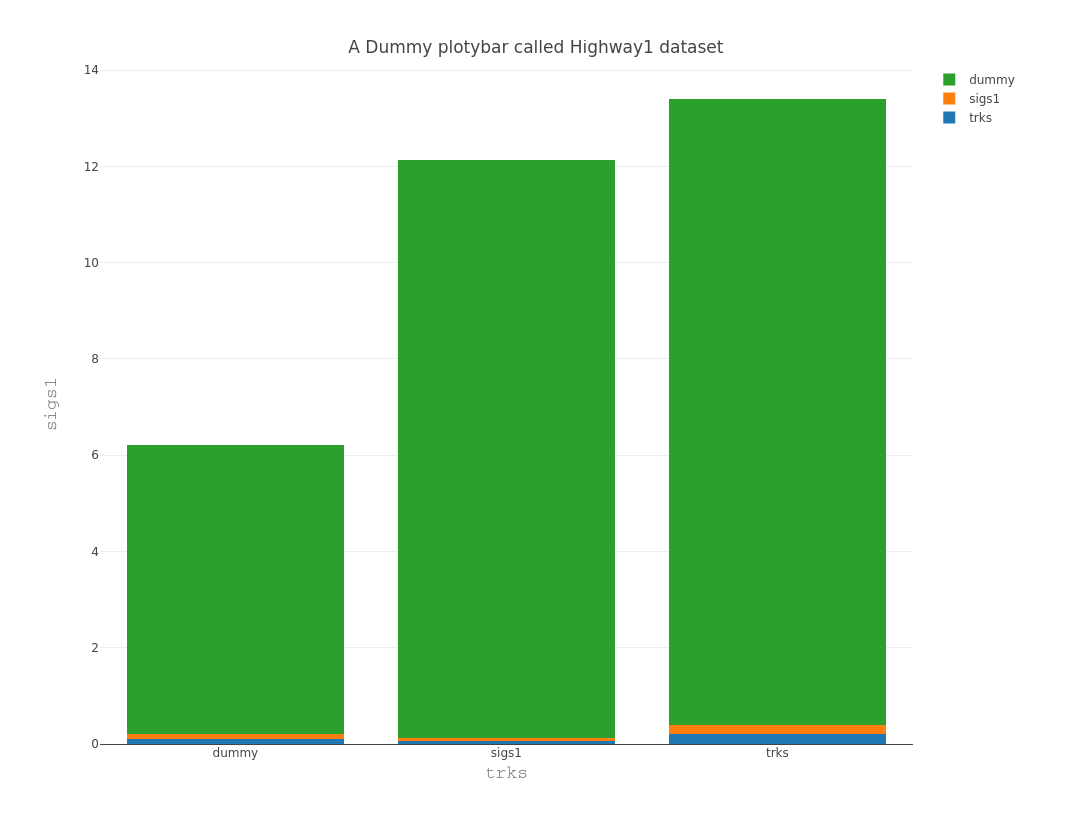 A Dummy plotybar called Highway1 dataset
dummy
sigs1
trks
14
12
10
8
6
4
2
0
sigs1
dummy
sigs1
trks
trks